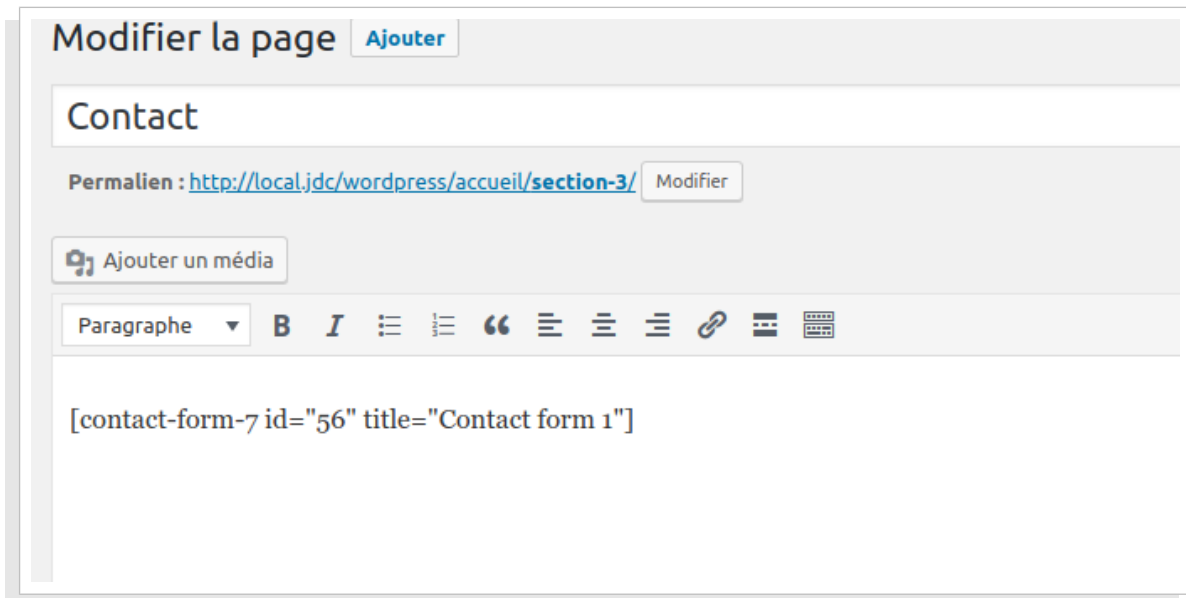 Modifier la page Ajouter
Contact
Permalien : http://local.jdc/wordpress/accueil/section-3/ Modifier
Ajouter un média
Paragraphe B I
[contact-form-7 id="56" title="Contact form 1"]